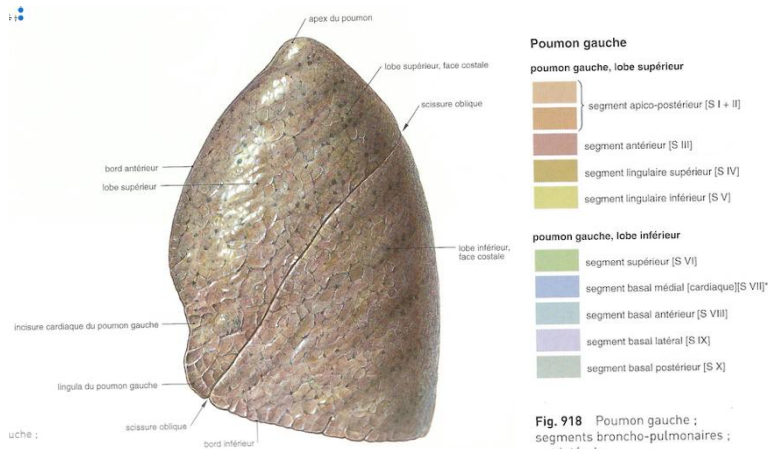 apex du poumon
lobe supérieur, face costale
scissure oblique
bord antérieur
lobe supérieur
lobe inférieur,
face costale
incisure cardiaque du poumon gauche
lingula du poumon gauche
scissure oblique
bord inférieur
uche ;
Poumon gauche
poumon gauche, lobe supérieur
segment apico-postérieur [S I + II]
segment antérieur [S III]
segment lingulaire supérieur [S IV]
segment lingulaire inférieur [S V]
poumon gauche, lobe inférieur
segment supérieur [S VI]
segment basal médial [cardiaque][S VII]*
segment basal antérieur [S VIII]
segment basal latéral [S IX]
segment basal postérieur [S X]
Fig. 918 Poumon gauche ;
segments broncho-pulmonaires ;